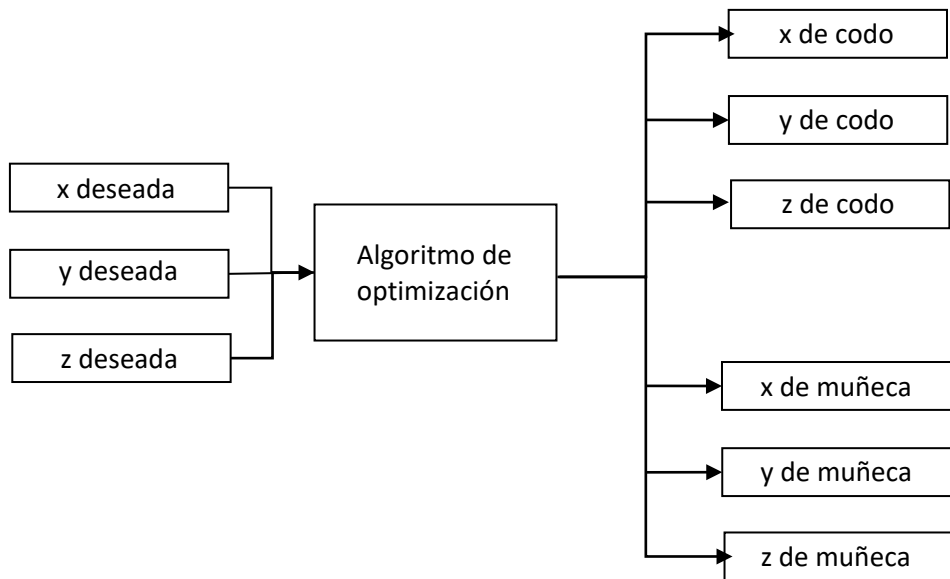 x deseada
y deseada
z deseada
Algoritmo de
optimización
x de codo
y de codo
z de codo
x de muñeca
y de muñeca
z de muñeca